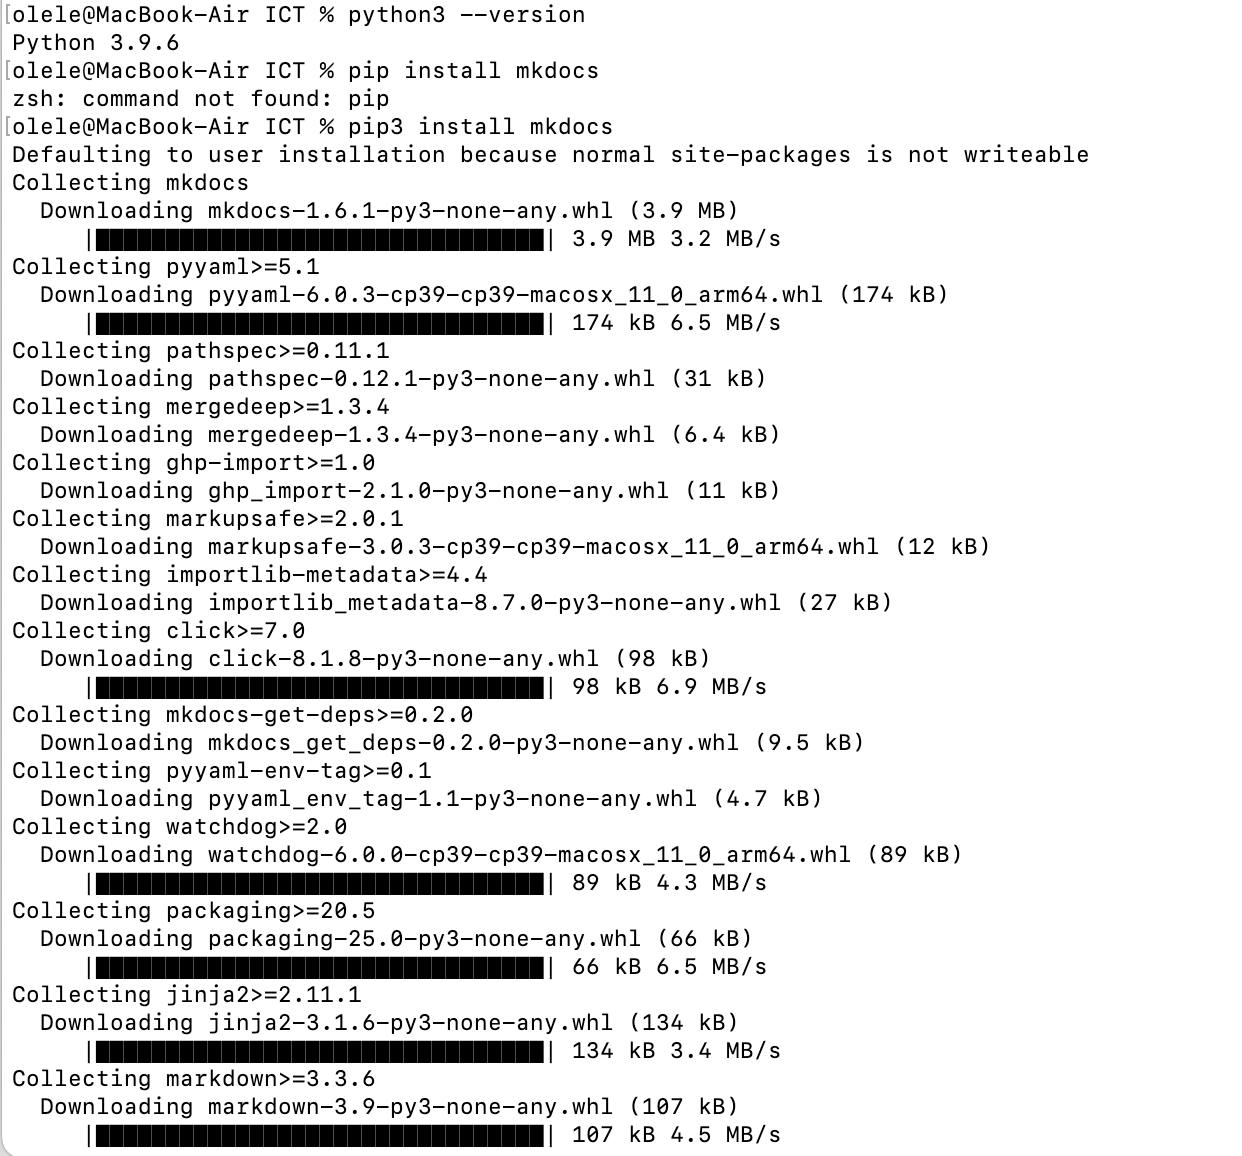 [olele@MacBook-Air ICT % python3 --version
Python 3.9.6
[olele@MacBook-Air ICT % pip install mkdocs
zsh: command not found: pip
[olele@MacBook-Air ICT % pip3 install mkdocs
Defaulting to user installation because normal site-packages is not writeable
Collecting mkdocs
  Downloading mkdocs-1.6.1-py3-none-any.whl (3.9 MB)
     |████████████████████████████████| 3.9 MB 3.2 MB/s
Collecting pyyaml>=5.1
  Downloading pyyaml-6.0.3-cp39-cp39-macosx_11_0_arm64.whl (174 kB)
     |████████████████████████████████| 174 kB 6.5 MB/s
Collecting pathspec>=0.11.1
  Downloading pathspec-0.12.1-py3-none-any.whl (31 kB)
Collecting mergedeep>=1.3.4
  Downloading mergedeep-1.3.4-py3-none-any.whl (6.4 kB)
Collecting ghp-import>=1.0
  Downloading ghp_import-2.1.0-py3-none-any.whl (11 kB)
Collecting markupsafe>=2.0.1
  Downloading markupsafe-3.0.3-cp39-cp39-macosx_11_0_arm64.whl (12 kB)
Collecting importlib-metadata>=4.4
  Downloading importlib_metadata-8.7.0-py3-none-any.whl (27 kB)
Collecting click>=7.0
  Downloading click-8.1.8-py3-none-any.whl (98 kB)
     |████████████████████████████████| 98 kB 6.9 MB/s
Collecting mkdocs-get-deps>=0.2.0
  Downloading mkdocs_get_deps-0.2.0-py3-none-any.whl (9.5 kB)
Collecting pyyaml-env-tag>=0.1
  Downloading pyyaml_env_tag-1.1-py3-none-any.whl (4.7 kB)
Collecting watchdog>=2.0
  Downloading watchdog-6.0.0-cp39-cp39-macosx_11_0_arm64.whl (89 kB)
     |████████████████████████████████| 89 kB 4.3 MB/s
Collecting packaging>=20.5
  Downloading packaging-25.0-py3-none-any.whl (66 kB)
     |████████████████████████████████| 66 kB 6.5 MB/s
Collecting jinja2>=2.11.1
  Downloading jinja2-3.1.6-py3-none-any.whl (134 kB)
     |████████████████████████████████| 134 kB 3.4 MB/s
Collecting markdown>=3.3.6
  Downloading markdown-3.9-py3-none-any.whl (107 kB)
     |████████████████████████████████| 107 kB 4.5 MB/s